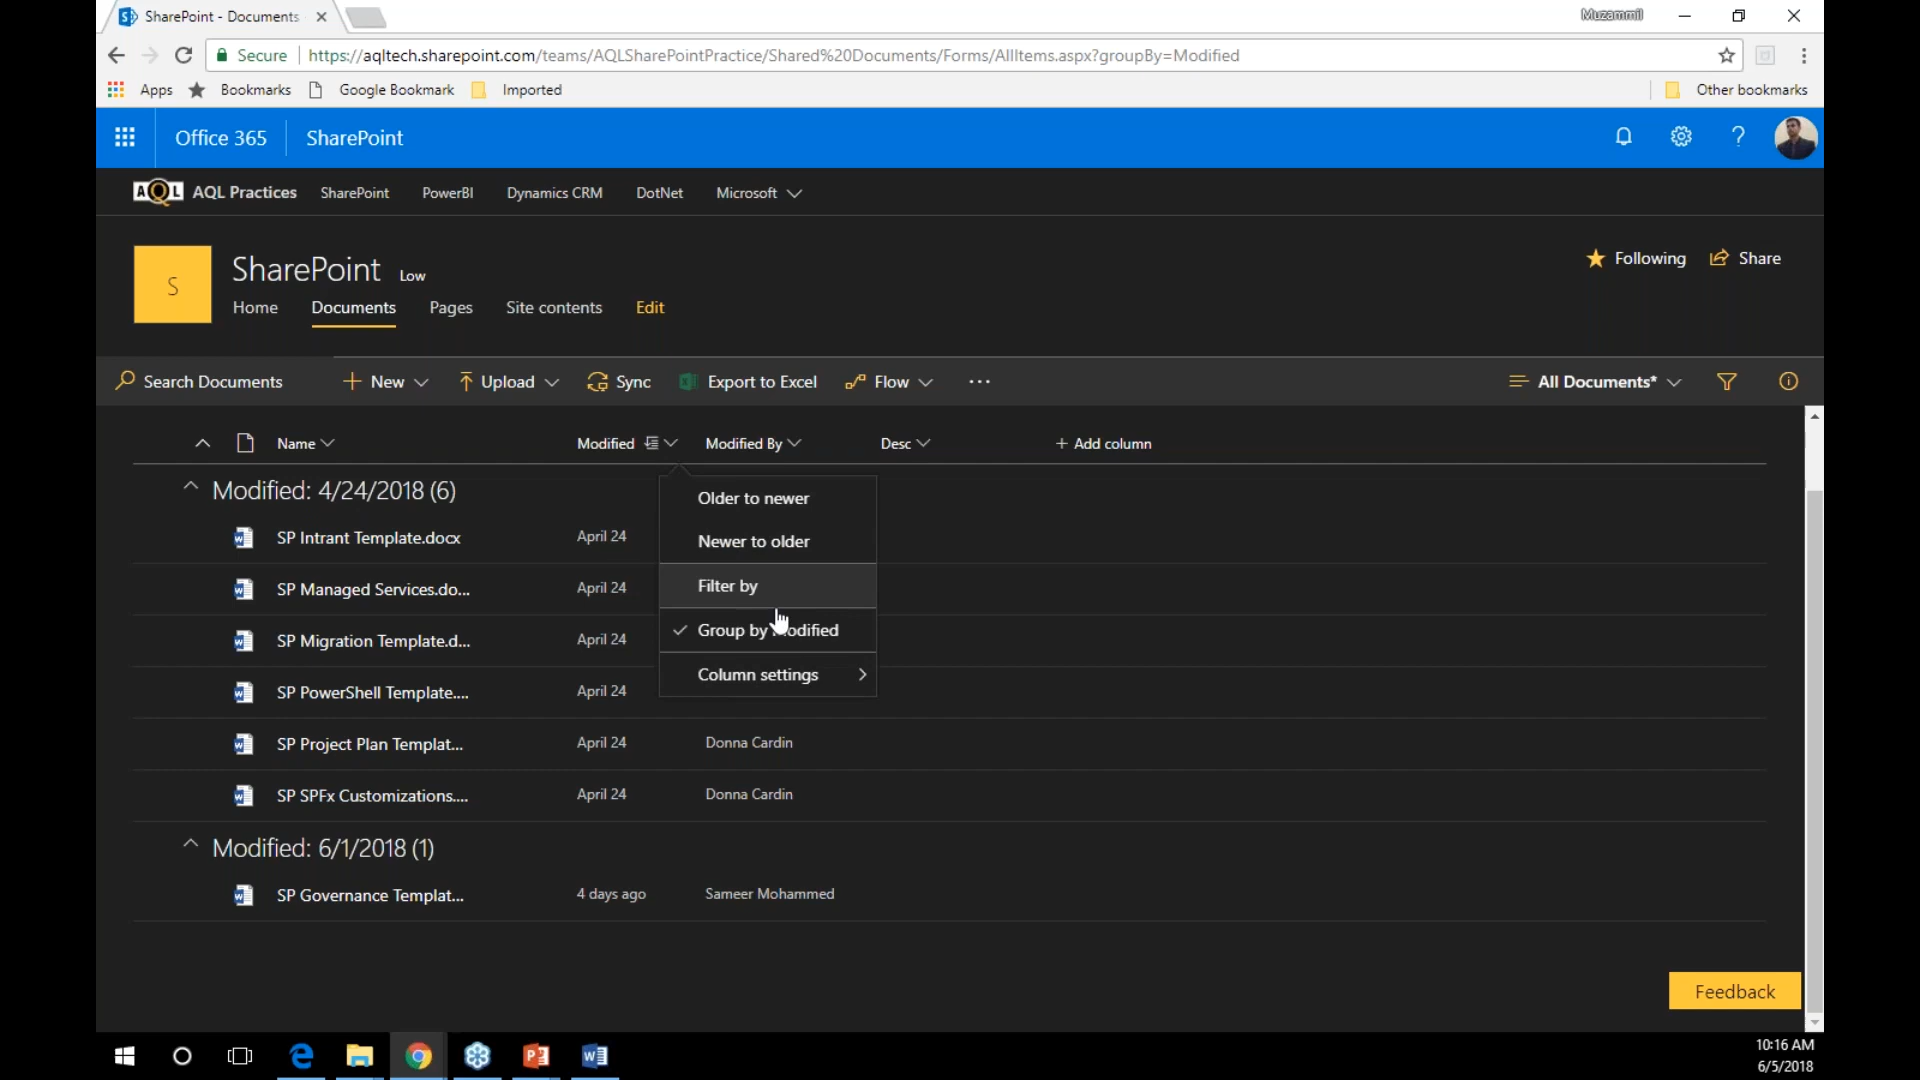 SharePoint - Documents
Muzammil
Secure https://aqltech.sharepoint.com/teams/AQLSharePointPractice/Shared%20Documents/Forms/AllItems.aspx?groupBy=Modified
Apps Bookmarks Google Bookmark Imported Other bookmarks
Office 365 SharePoint ?
AQL AQL Practices SharePoint PowerBI Dynamics CRM DotNet Microsoft
S SharePoint Low
Following Share
Home Documents Pages Site contents Edit
Search Documents New Upload Sync Export to Excel Flow ... All Documents*
Name Modified Modified By Desc + Add column
Modified: 4/24/2018 (6)
Older to newer
SP Intrant Template.docx April 24
Newer to older
SP Managed Services.do... April 24 Filter by
SP Migration Template.d... April 24 Group by Modified
SP PowerShell Template.... April 24 Column settings
SP Project Plan Templat... April 24 Donna Cardin
SP SPFx Customizations.... April 24 Donna Cardin
Modified: 6/1/2018 (1)
SP Governance Templat... 4 days ago Sameer Mohammed
Feedback
10:16 AM
6/5/2018